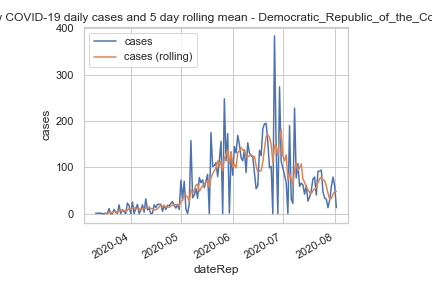 COVID-19 daily cases and 5 day rolling mean - Democratic_Republic_of_the_Co
400
300
200
100
0
cases
cases (rolling)
cases
2020-04
2020-05
2020-06
2020-07
2020-08
dateRep